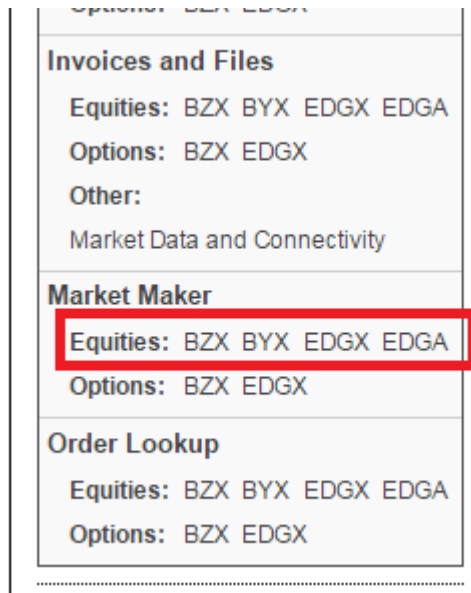 Invoices and Files
Equities: BZX BYX EDGX EDGA
Options: BZX EDGX
Other:
Market Data and Connectivity
Market Maker
Equities: BZX BYX EDGX EDGA
Options: BZX EDGX
Order Lookup
Equities: BZX BYX EDGX EDGA
Options: BZX EDGX